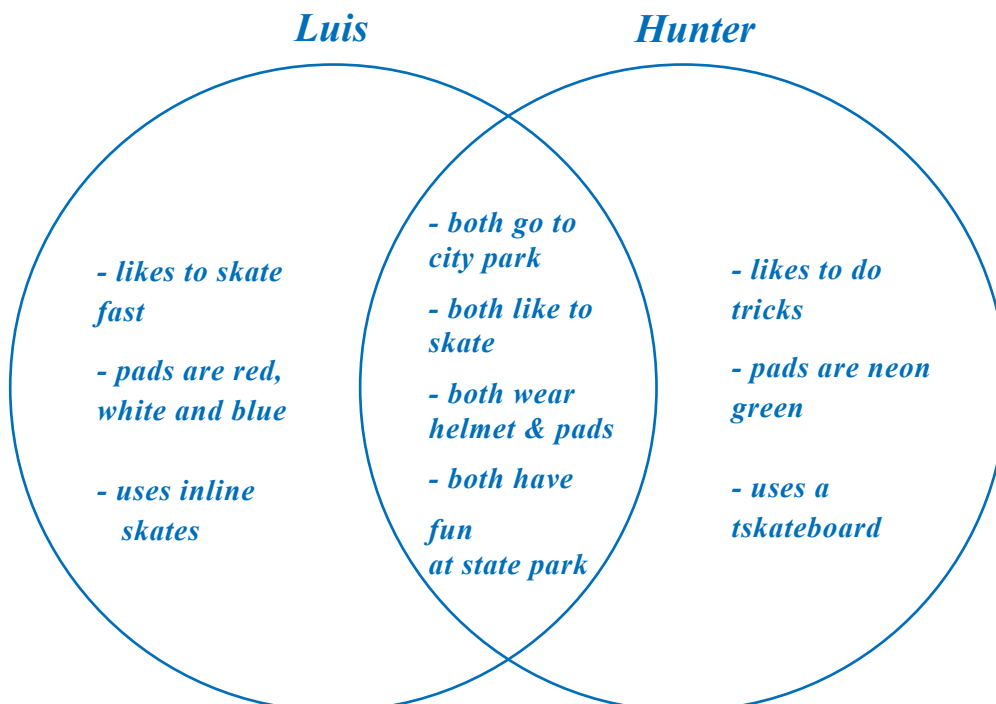 Luis
Hunter
- likes to skate
fast
- pads are red,
white and blue
- uses inline
skates
- both go to
city park
- both like to
skate
- both wear
helmet & pads
- both have
fun
at state park
- likes to do
tricks
- pads are neon
green
- uses a
tskateboard